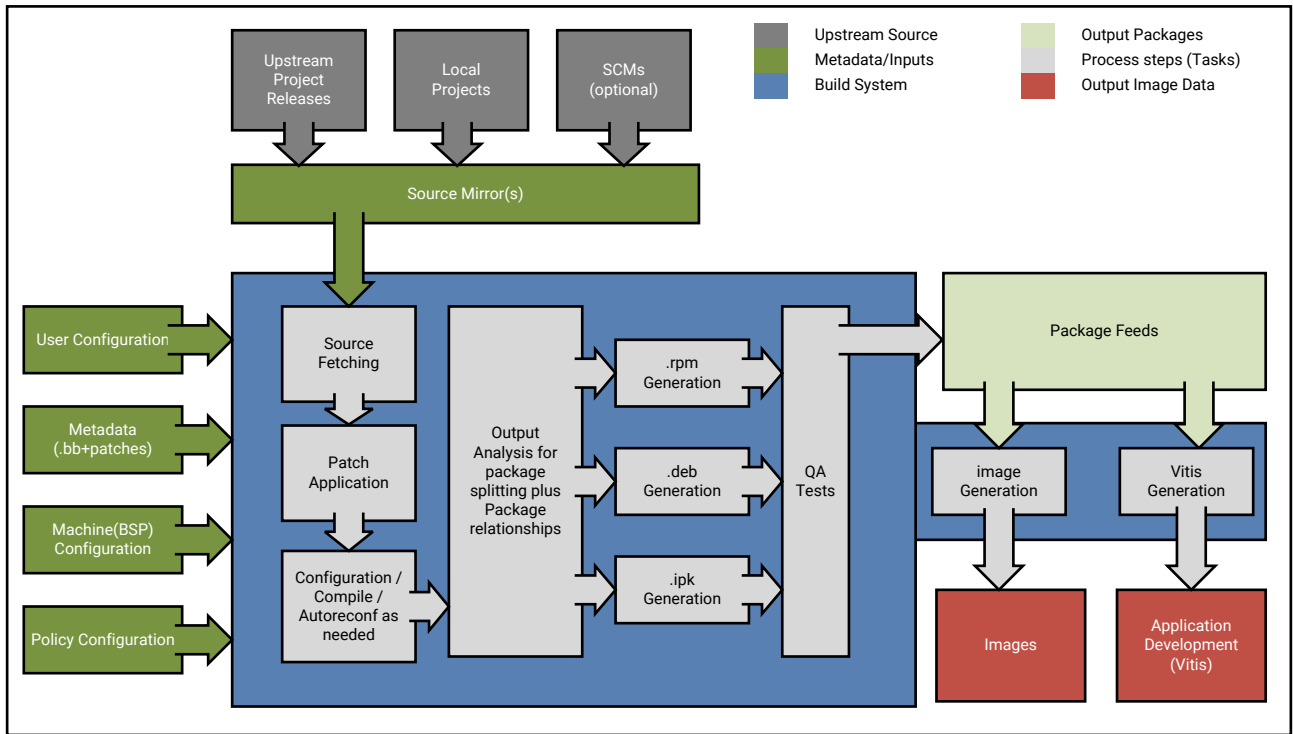 Upstream
Project
Releases
Local
Projects
SCMs
(optional)
Upstream Source
Metadata/Inputs
Build System
Output Packages
Process steps (Tasks)
Output Image Data
Source Mirror(s)
User Configuration
Metadata
(.bb+patches)
Machine(BSP)
Configuration
Policy Configuration
Source
Fetching
Patch
Application
Configuration /
Compile /
Autoreconf as
needed
Output
Analysis for
package
splitting plus
Package
relationships
.rpm
Generation
.deb
Generation
.ipk
Generation
QA
Tests
Package Feeds
image
Generation
Vitis
Generation
Images
Application
Development
(Vitis)